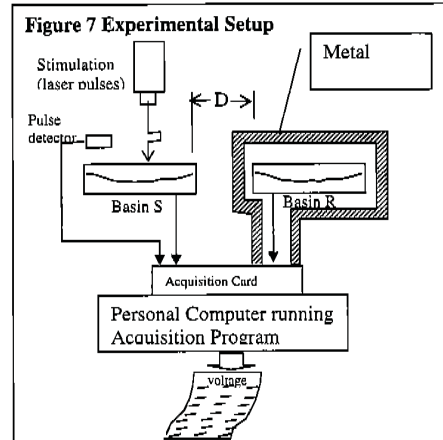 Figure 7 Experimental Setup
Stimulation
(laser pulses)
Metal
D
Pulse
detector
Basin S
Basin R
Acquisition Card
Personal Computer running
Acquisition Program
voltage